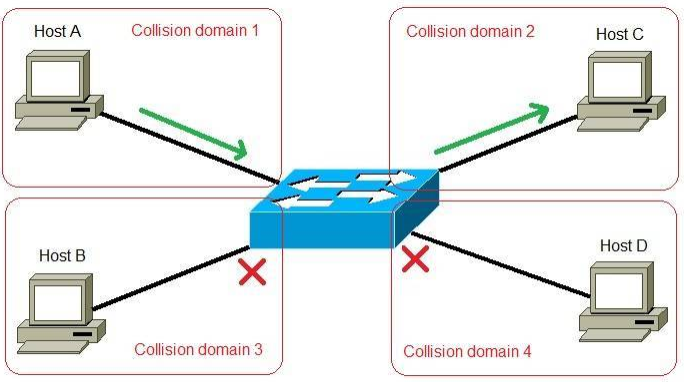 Host A
Collision domain 1
Collision domain 2
Host C
Host B
Collision domain 3
Host D
Collision domain 4